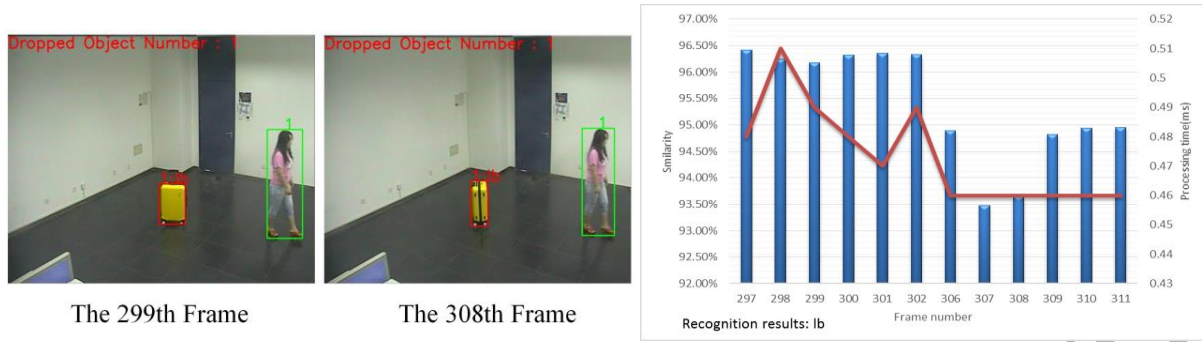 Dropped Object Number : 1
1
The 299th Frame
Dropped Object Number : 1
1
The 308th Frame
97.00%
96.50%
96.00%
95.50%
95.00%
94.50%
94.00%
93.50%
93.00%
92.50%
92.00%
Smilarity
0.52
0.51
0.5
0.49
0.48
0.47
0.46
0.45
0.44
0.43
Processing time(ms)
297 298 299 300 301 302 306 307 308 309 310 311
Frame number
Recognition results: lb